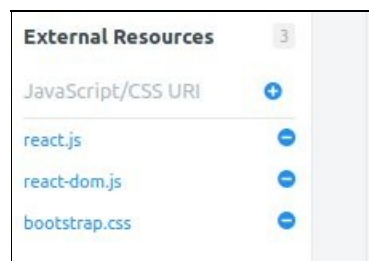 External Resources 3
JavaScript/CSS URI
react.js
react-dom.js
bootstrap.css